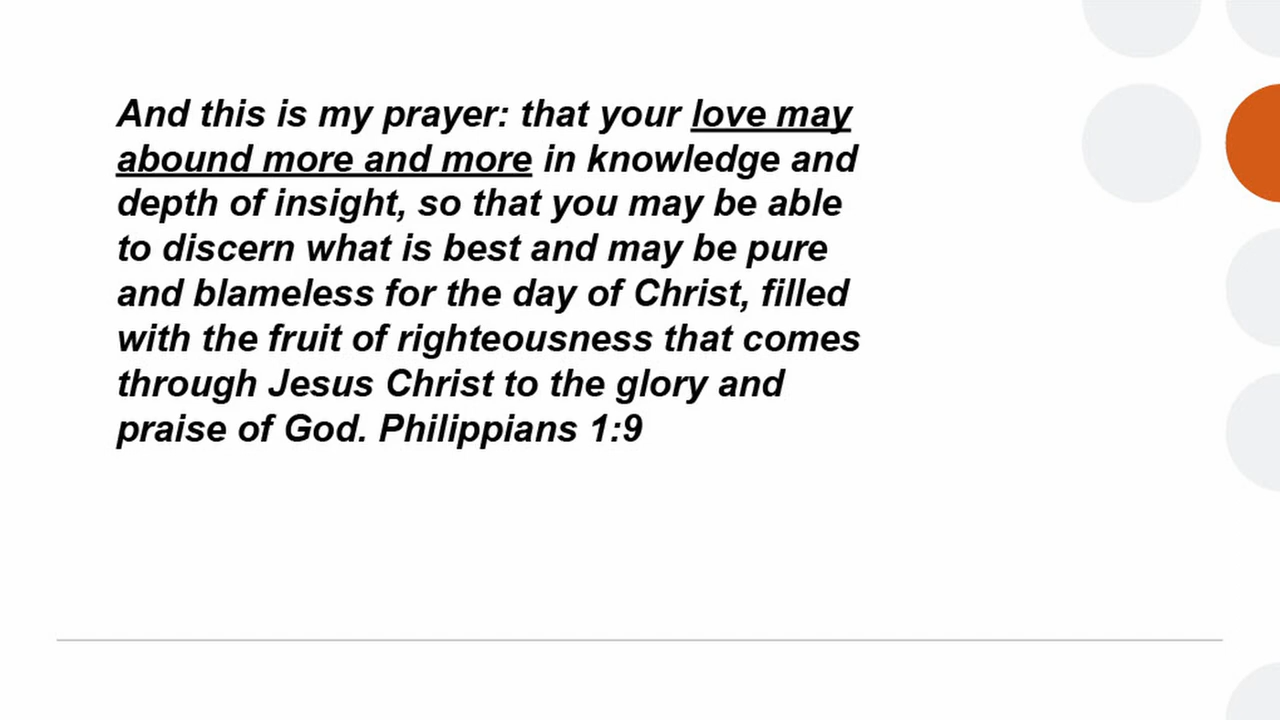 And this is my prayer: that your love may
abound more and more in knowledge and
depth of insight, so that you may be able
to discern what is best and may be pure
and blameless for the day of Christ, filled
with the fruit of righteousness that comes
through Jesus Christ to the glory and
praise of God. Philippians 1:9